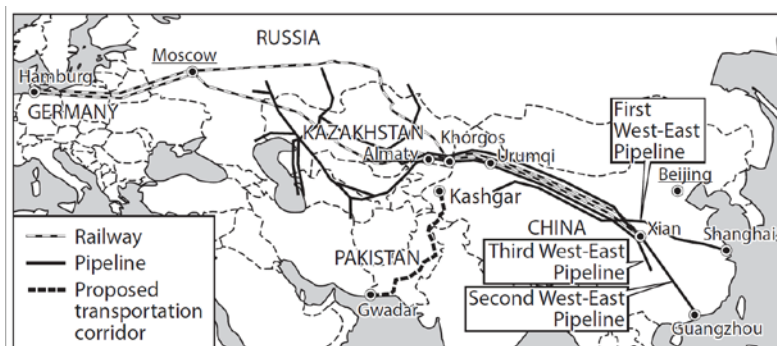 RUSSIA
Moscow
Hamburg
GERMANY
KAZAKHSTAN
Khorgos
Almaty
Urumqi
First
West-East
Pipeline
Beijing
Kashgar
CHINA
Xian
Shanghai
PAKISTAN
Third West-East
Pipeline
Second West-East
Pipeline
Gwadar
Guangzhou
Railway
Pipeline
Proposed
transportation
corridor